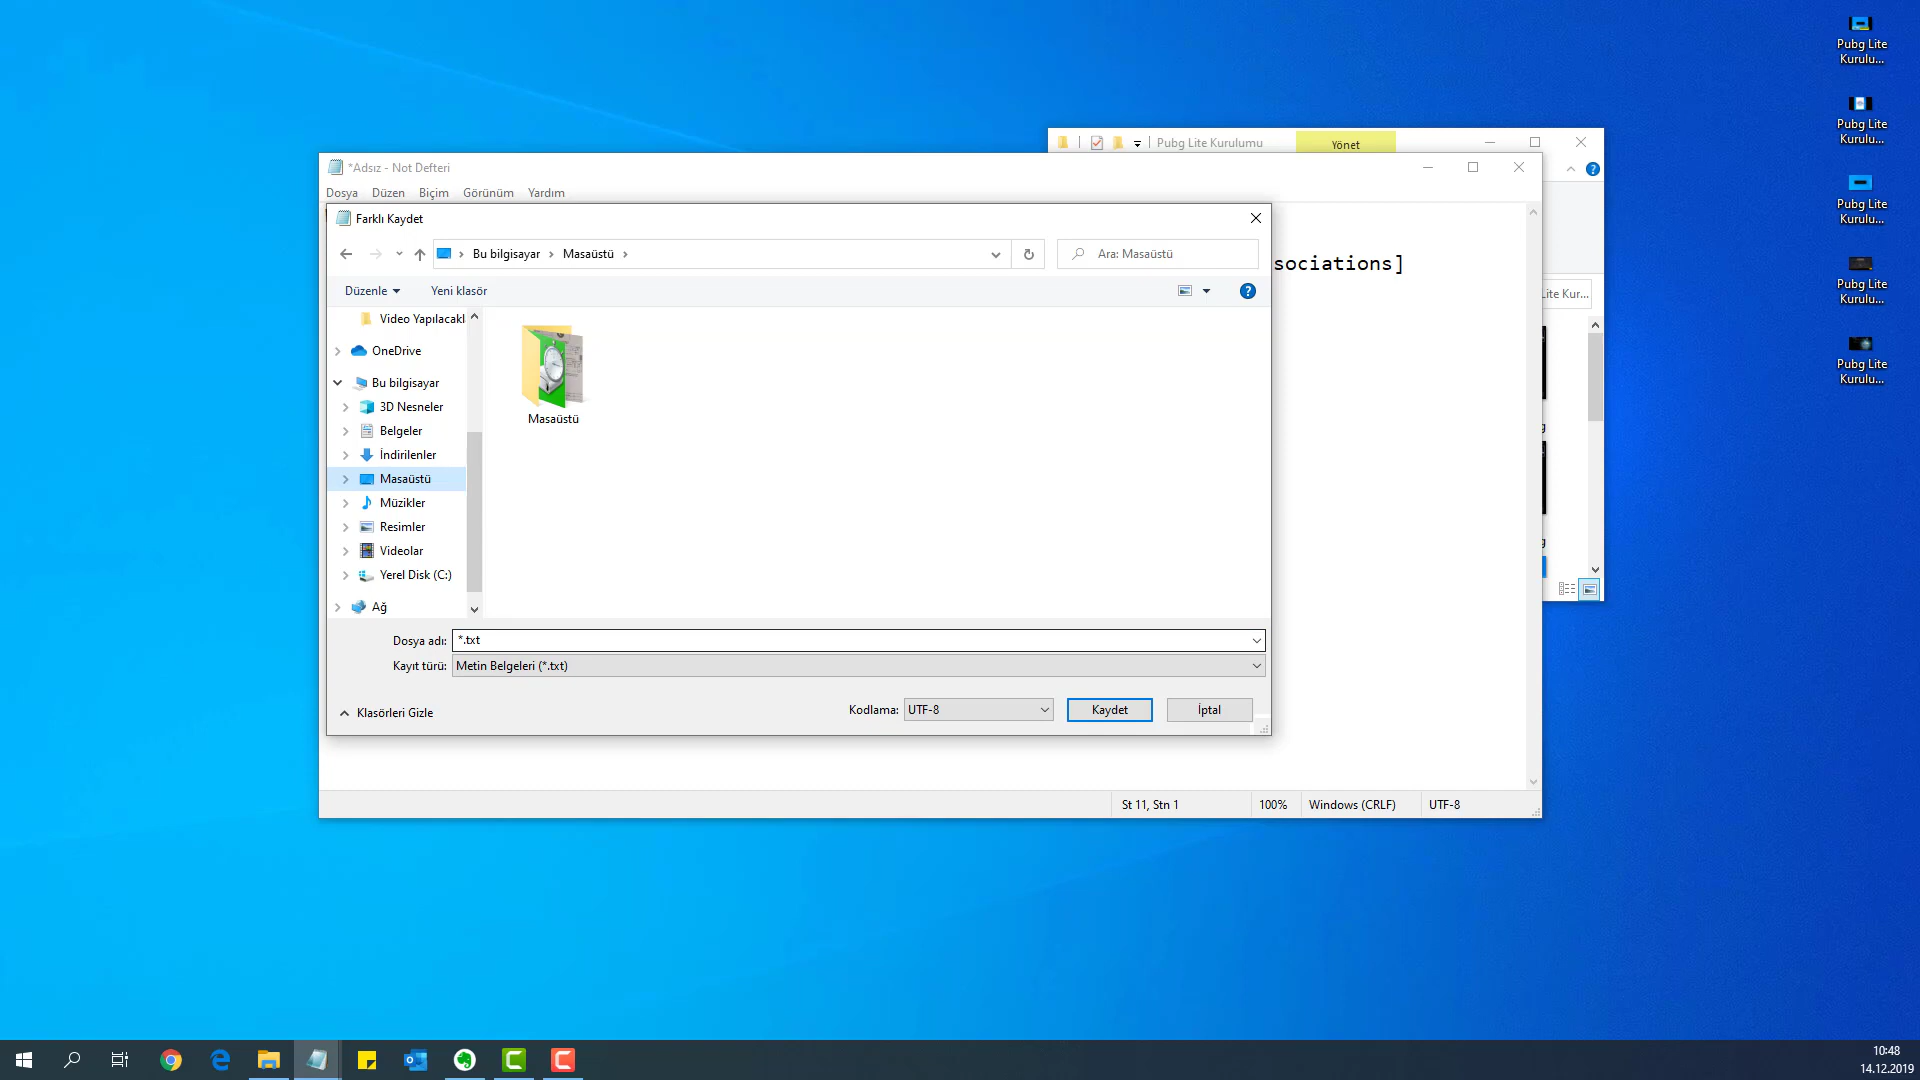 Pubg Lite
Kurulu...
Pubg Lite
Kurulu...
Pubg Lite
Kurulu...
Pubg Lite
Kurulu...
Pubg Lite
Kurulu...
Pubg Lite Kurulumu
Yönet
*Adsız - Not Defteri
Dosya Düzen Biçim Görünüm Yardım
Farklı Kaydet
Bu bilgisayar > Masaüstü >
Ara: Masaüstü
sociations]
Düzenle
Yeni klasör
Lite Kur...
Video Yapılacakl
OneDrive
Bu bilgisayar
3D Nesneler
Belgeler
İndirilenler
Masaüstü
Müzikler
Resimler
Videolar
Yerel Disk (C:)
Ağ
Masaüstü
Dosya adı: *.txt
Kayıt türü: Metin Belgeleri (*.txt)
Klasörleri Gizle
Kodlama: UTF-8
Kaydet
İptal
St 11, Stn 1
100%
Windows (CRLF)
UTF-8
10:48
14.12.2019